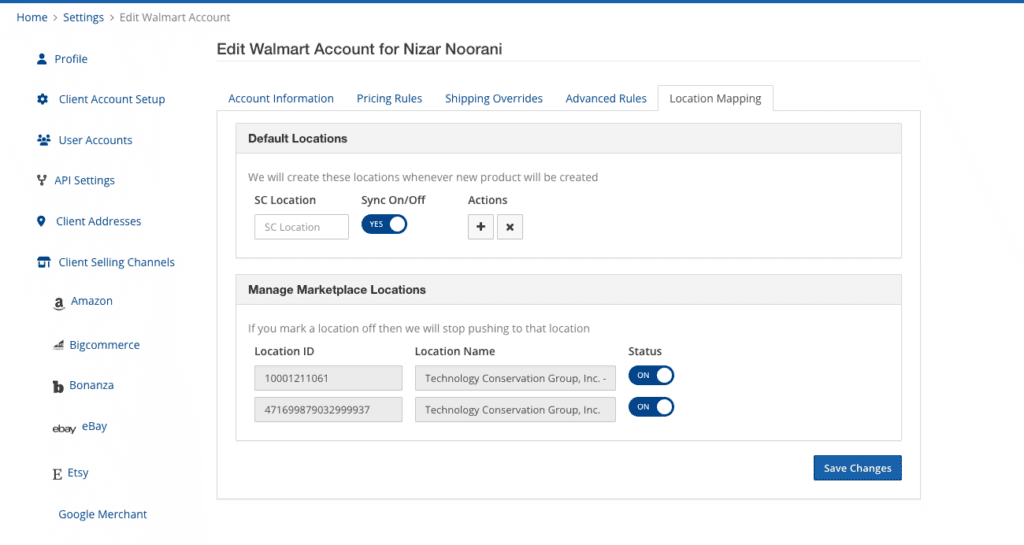 Home > Settings > Edit Walmart Account
Edit Walmart Account for Nizar Noorani
Profile
Client Account Setup
User Accounts
API Settings
Client Addresses
Client Selling Channels
a Amazon
Bigcommerce
b Bonanza
ebay eBay
E Etsy
Google Merchant
Account Information Pricing Rules Shipping Overrides Advanced Rules Location Mapping
Default Locations
We will create these locations whenever new product will be created
SC Location Sync On/Off Actions
SC Location YES
Manage Marketplace Locations
If you mark a location off then we will stop pushing to that location
Location ID Location Name Status
10001211061 Technology Conservation Group, Inc. - ON
471699879032999937 Technology Conservation Group, Inc. ON
Save Changes